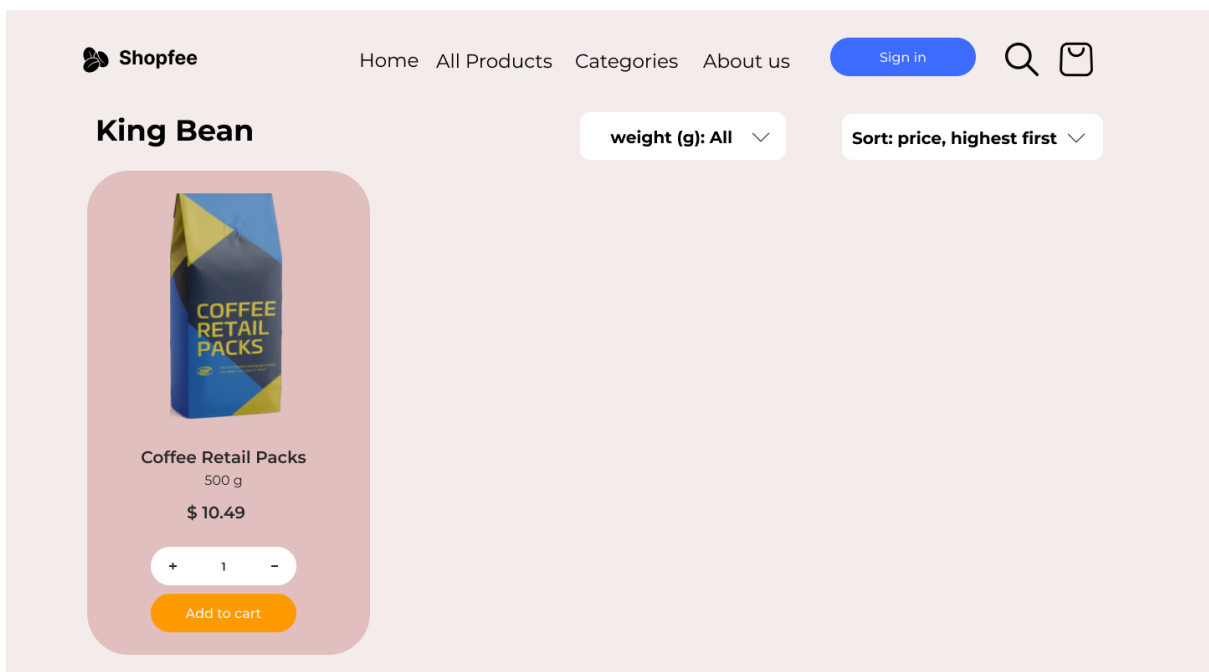 Shopfee
Home All Products Categories About us Sign in
King Bean
weight (g): All
Sort: price, highest first
COFFEE
RETAIL
PACKS
Coffee Retail Packs
500 g
$ 10.49
+ 1 -
Add to cart